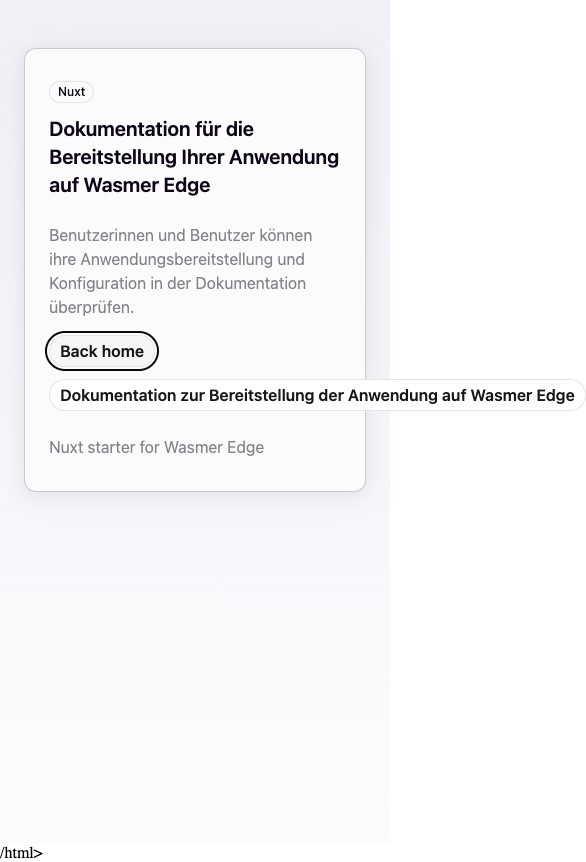 Nuxt
Dokumentation für die
Bereitstellung Ihrer Anwendung
auf Wasmer Edge
Benutzerinnen und Benutzer können
ihre Anwendungsbereitstellung und
Konfiguration in der Dokumentation
überprüfen.
Back home
Dokumentation zur Bereitstellung der Anwendung auf Wasmer Edge
Nuxt starter for Wasmer Edge
/html>